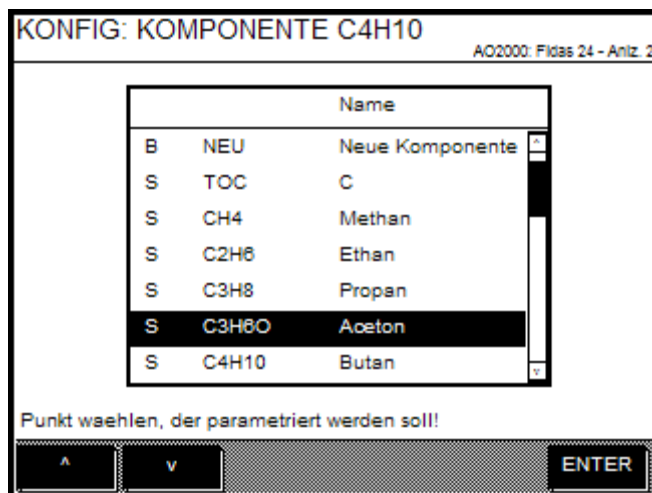 KONFIG: KOMPONENTE C4H10
AO2000: Fidas 24 - Anlz. 2
Name
B NEU Neue Komponente
S TOC C
S CH4 Methan
S C2H6 Ethan
S C3H8 Propan
S C3H6O Aceton
S C4H10 Butan
Punkt waehlen, der parametriert werden soll!
^ v ENTER